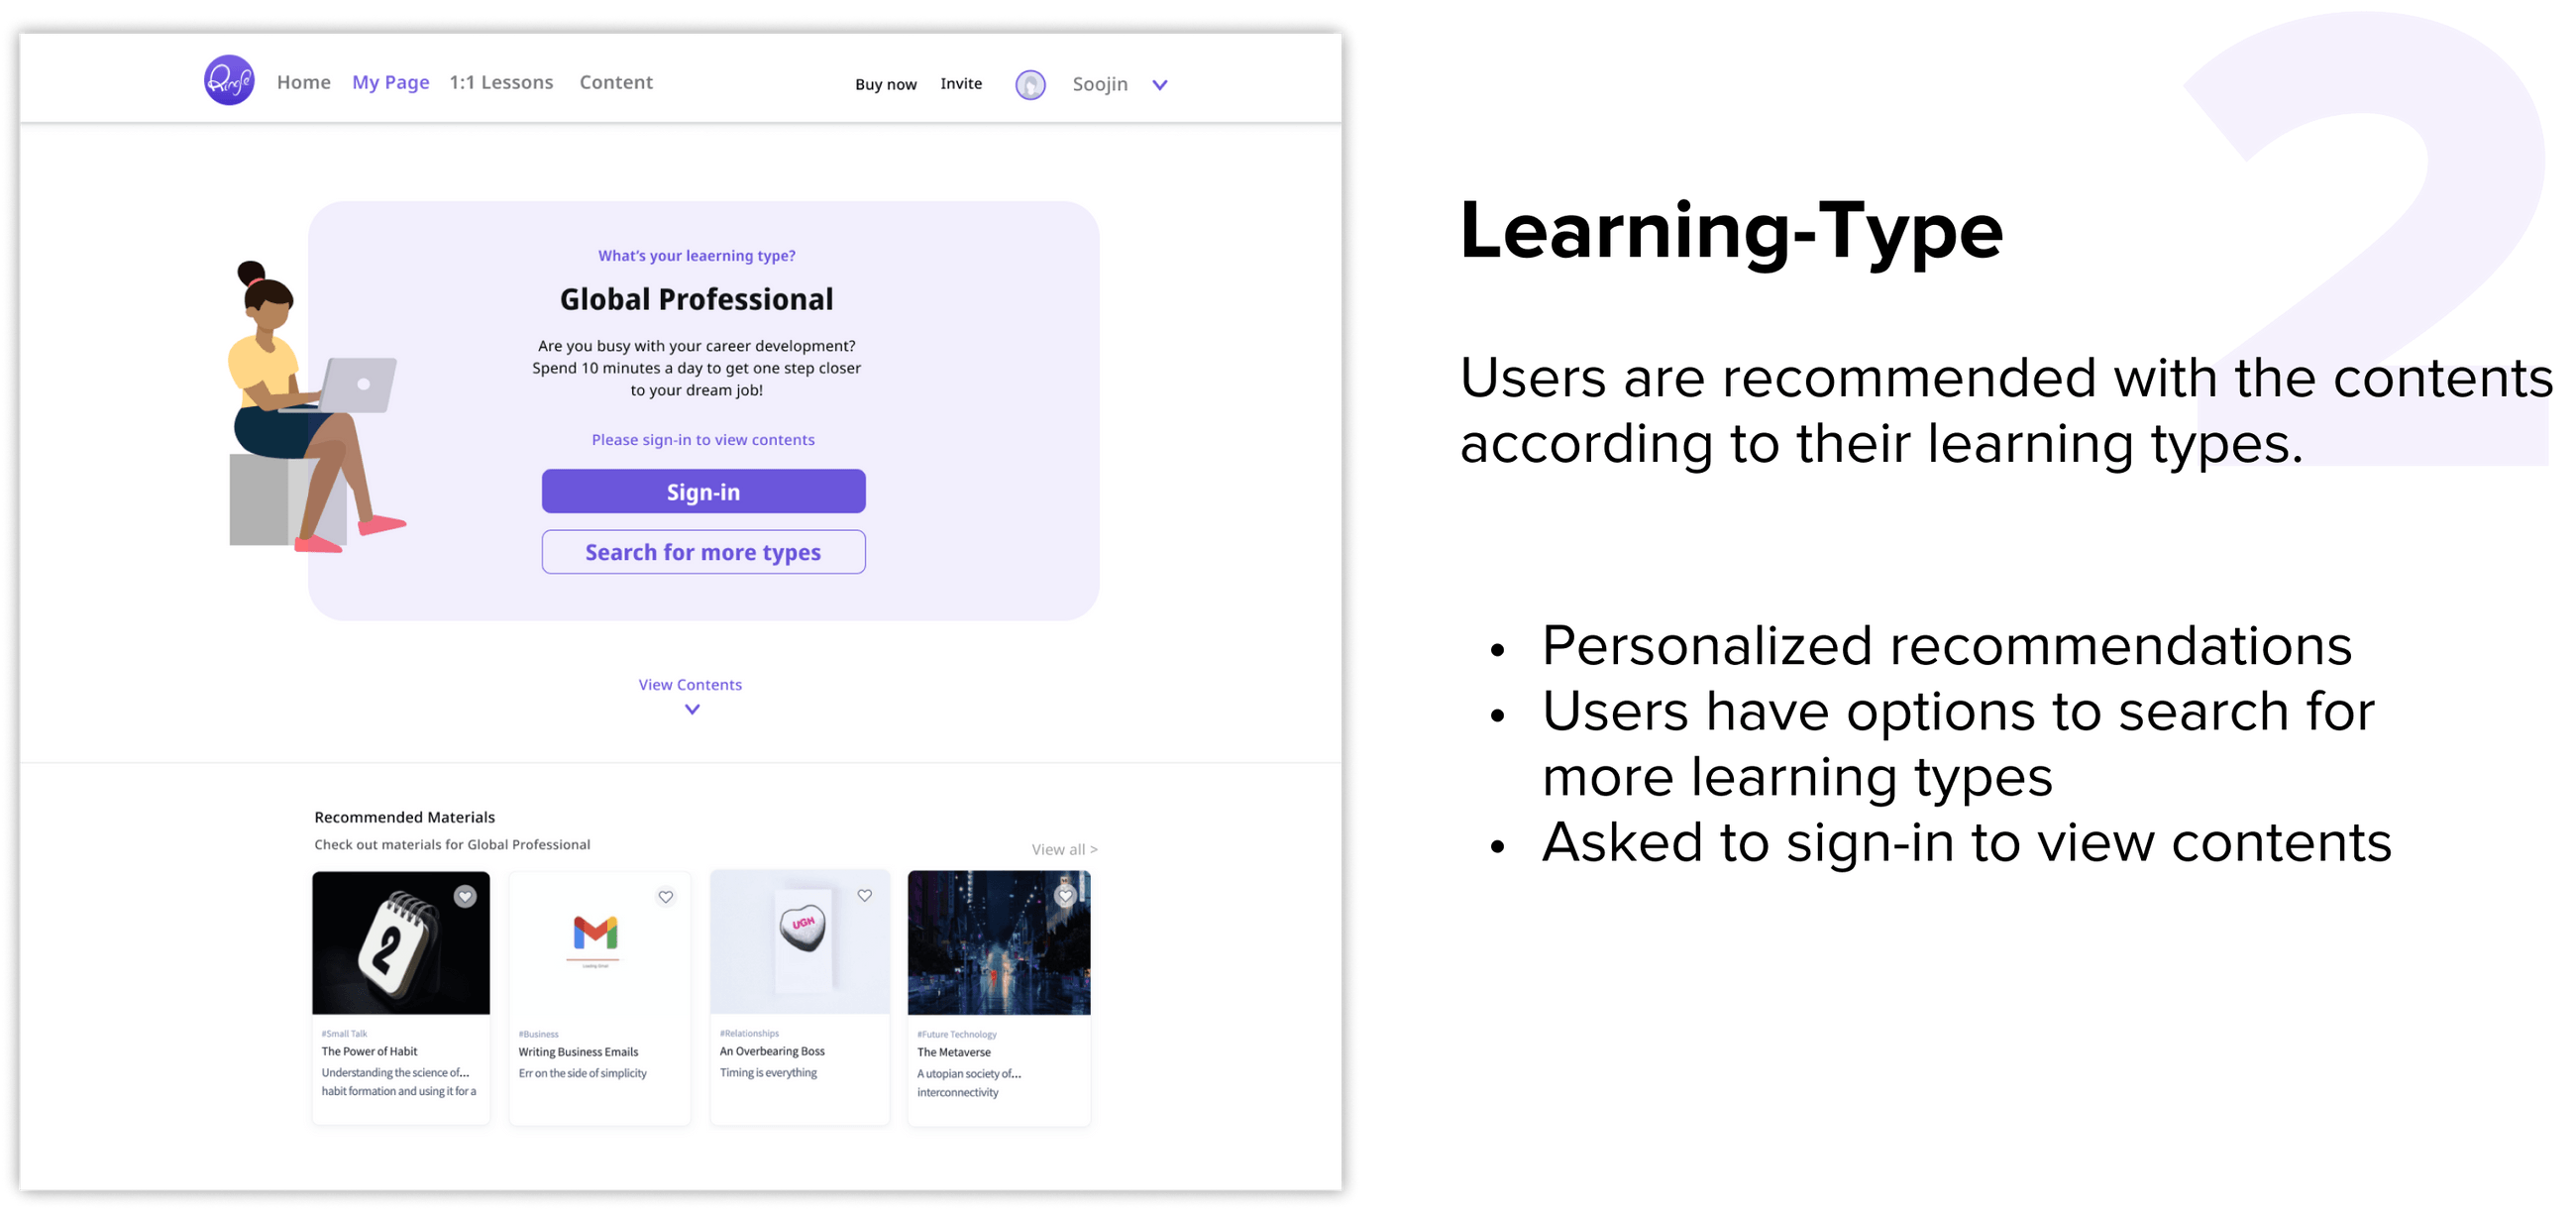 Ringle
Home
My Page
1:1 Lessons
Content
Buy now
Invite
Soojin
What's your leaerning type?
Global Professional
Are you busy with your career development?
Spend 10 minutes a day to get one step closer
to your dream job!
Please sign-in to view contents
Sign-in
Search for more types
View Contents
Recommended Materials
Check out materials for Global Professional
View all >
2
Loading Gmail
UGH
#Small Talk
The Power of Habit
Understanding the science of...
habit formation and using it for a
#Business
Writing Business Emails
Err on the side of simplicity
#Relationships
An Overbearing Boss
Timing is everything
#Future Technology
The Metaverse
A utopian society of...
interconnectivity
2
Learning-Type
Users are recommended with the contents
according to their learning types.
• Personalized recommendations
• Users have options to search for
more learning types
• Asked to sign-in to view contents